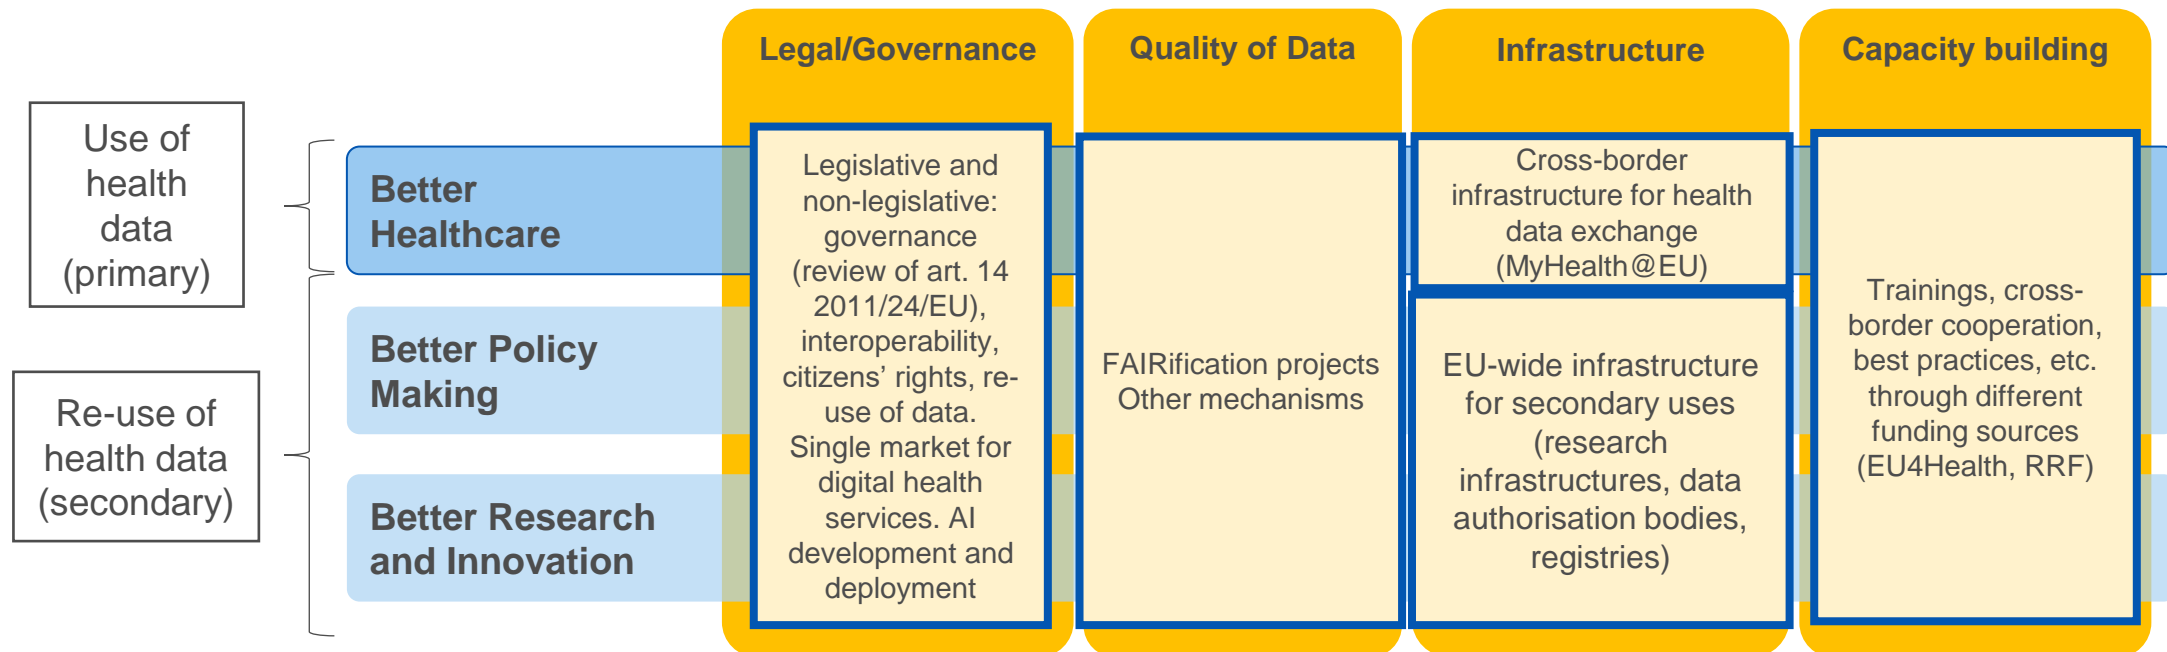 Legal/Governance
Quality of Data
Infrastructure
Capacity building
Use of
health
data
(primary)
Re-use of
health data
(secondary)
Better
Healthcare
Better Policy
Making
Better Research
and Innovation
Legislative and
non-legislative:
governance
(review of art. 14
2011/24/EU),
interoperability,
citizens’ rights, re-
use of data.
Single market for
digital health
services. AI
development and
deployment
FAIRification projects
Other mechanisms
Cross-border
infrastructure for health
data exchange
(MyHealth@EU)
EU-wide infrastructure
for secondary uses
(research
infrastructures, data
authorisation bodies,
registries)
Trainings, cross-
border cooperation,
best practices, etc.
through different
funding sources
(EU4Health, RRF)